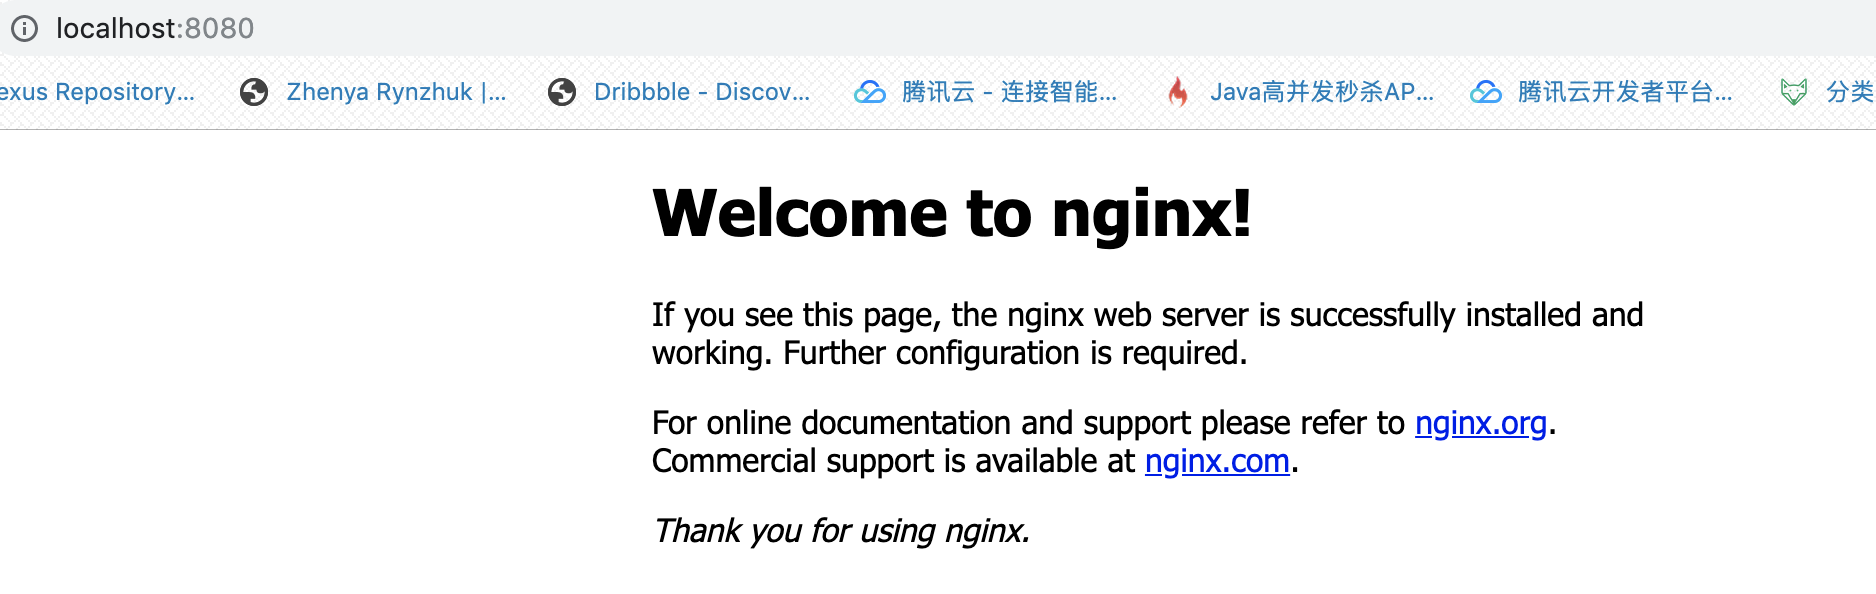 localhost:8080
exus Repository... Zhenya Rynzhuk |... Dribbble - Discov... 腾讯云 - 连接智能... Java高并发秒杀AP... 腾讯云开发者平台... 分类
Welcome to nginx!
If you see this page, the nginx web server is successfully installed and
working. Further configuration is required.
For online documentation and support please refer to nginx.org.
Commercial support is available at nginx.com.
Thank you for using nginx.